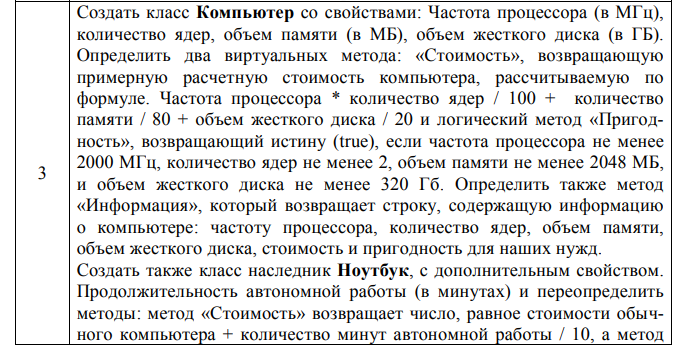 Создать класс Компьютер со свойствами: Частота процессора (в МГц),
количество ядер, объем памяти (в МБ), объем жесткого диска (в ГБ).
Определить два виртуальных метода: «Стоимость», возвращающую
примерную расчетную стоимость компьютера, рассчитываемую по
формуле. Частота процессора * количество ядер / 100 + количество
памяти / 80 + объем жесткого диска / 20 и логический метод «Пригод-
ность», возвращающий истину (true), если частота процессора не менее
2000 МГц, количество ядер не менее 2, объем памяти не менее 2048 МБ,
и объем жесткого диска не менее 320 Гб. Определить также метод
3
«Информация», который возвращает строку, содержащую информацию
о компьютере: частоту процессора, количество ядер, объем памяти,
объем жесткого диска, стоимость и пригодность для наших нужд.
Создать также класс наследник Ноутбук, с дополнительным свойством.
Продолжительность автономной работы (в минутах) и переопределить
методы: метод «Стоимость» возвращает число, равное стоимости обыч-
ного компьютера + количество минут автономной работы / 10, а метод